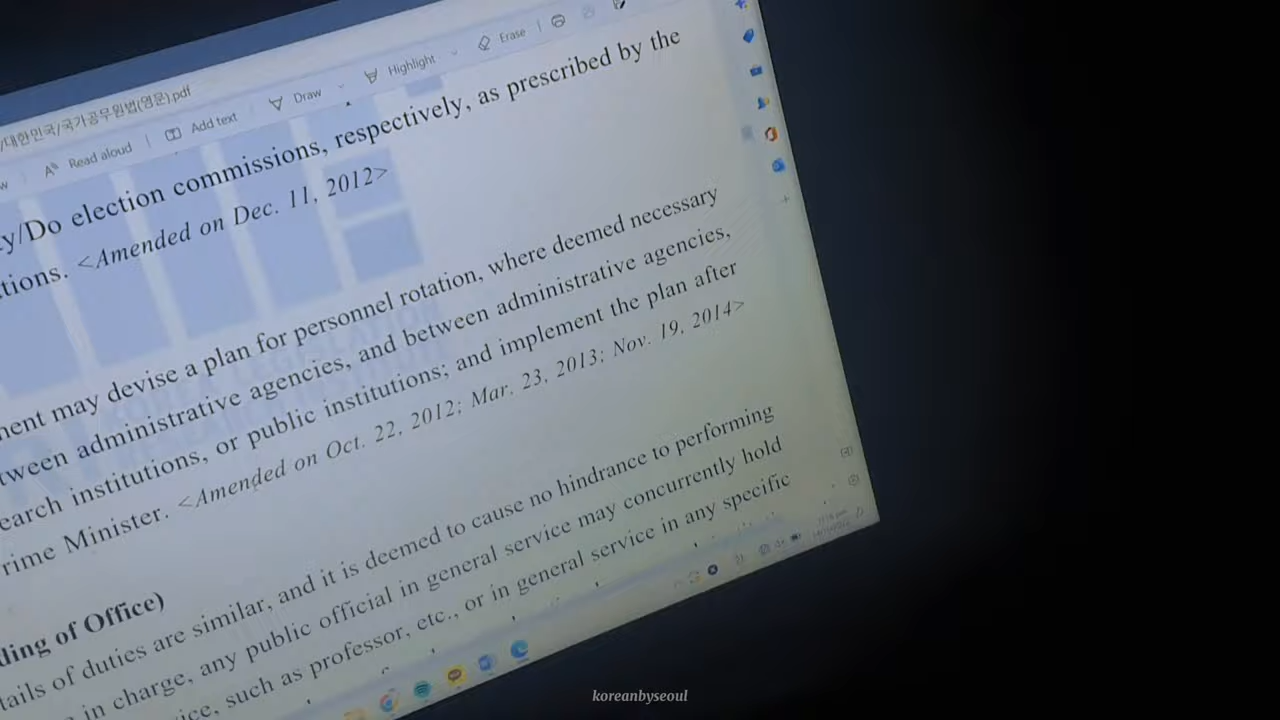 /대한민국/국가공무원법(영문).pdf
Read aloud
Add text
Draw
Highlight
Erase
y/Do election commissions, respectively, as prescribed by the
tions. <Amended on Dec. 11, 2012>
ent may devise a plan for personnel rotation, where deemed necessary
tween administrative agencies, and between administrative agencies,
earch institutions, or public institutions; and implement the plan after
rime Minister. <Amended on Oct. 22, 2012; Mar. 23, 2013; Nov. 19, 2014>
ding of Office)
tails of duties are similar, and it is deemed to cause no hindrance to performing
in charge, any public official in general service may concurrently hold
ice, such as professor, etc., or in general service in any specific
koreanbyseoul